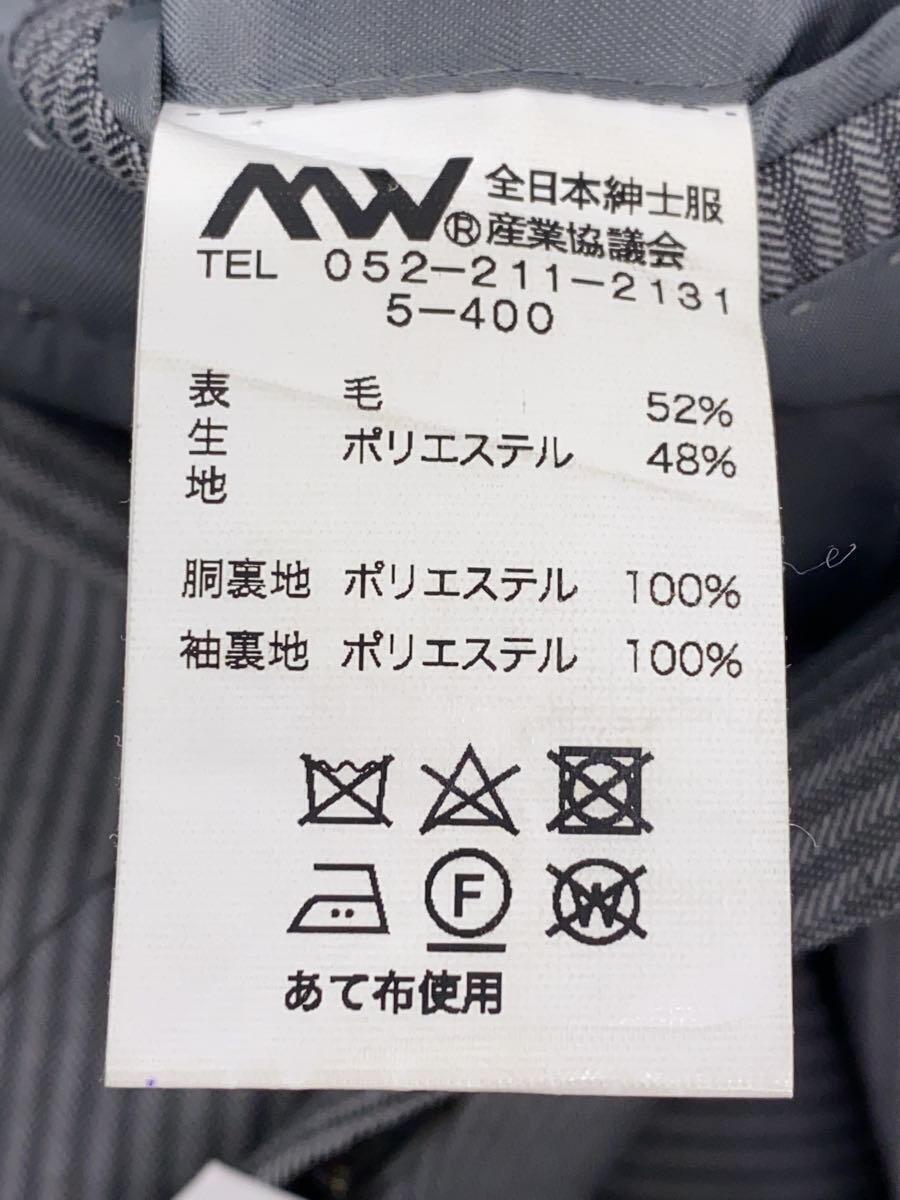 MW 全日本紳士服
®産業協議会
TEL 052-211-2131
5-400
表生地 毛 52%
ポリエステル 48%
胴裏地 ポリエステル 100%
袖裏地 ポリエステル 100%
F W
あて布使用